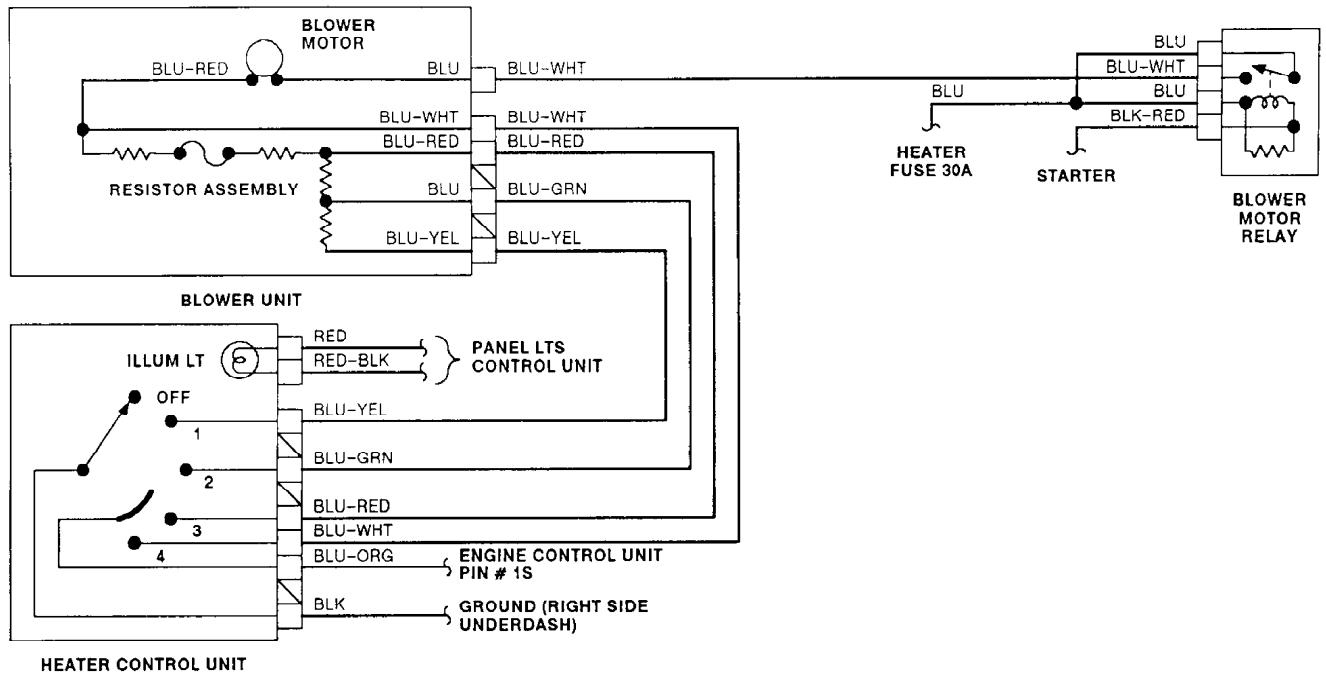 BLOWER
MOTOR
BLU-RED
BLU
BLU-WHT
BLU-WHT
BLU-WHT
BLU-RED
BLU-RED
RESISTOR ASSEMBLY
BLU
BLU-GRN
BLU-YEL
BLU-YEL
BLOWER UNIT
BLU
BLU-WHT
BLU
BLU
BLK-RED
HEATER
FUSE 30A
STARTER
BLOWER
MOTOR
RELAY
ILLUM LT
RED
RED-BLK
PANEL LTS
CONTROL UNIT
OFF
1
BLU-YEL
2
BLU-GRN
3
BLU-RED
4
BLU-WHT
BLU-ORG
ENGINE CONTROL UNIT
PIN # 1S
BLK
GROUND (RIGHT SIDE
UNDERDASH)
HEATER CONTROL UNIT